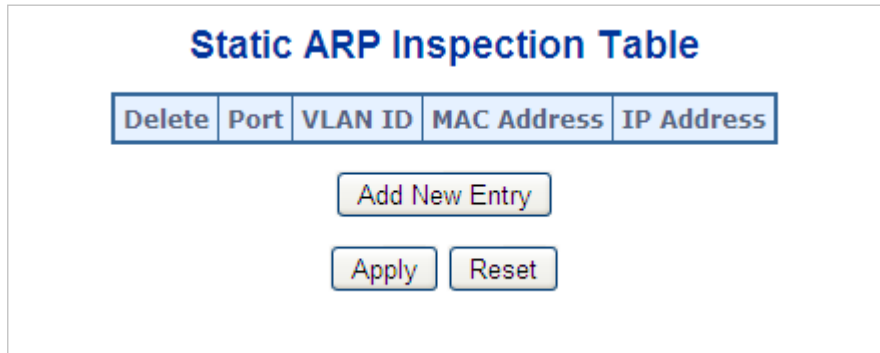 Static ARP Inspection Table
Delete Port VLAN ID MAC Address IP Address
Add New Entry
Apply Reset